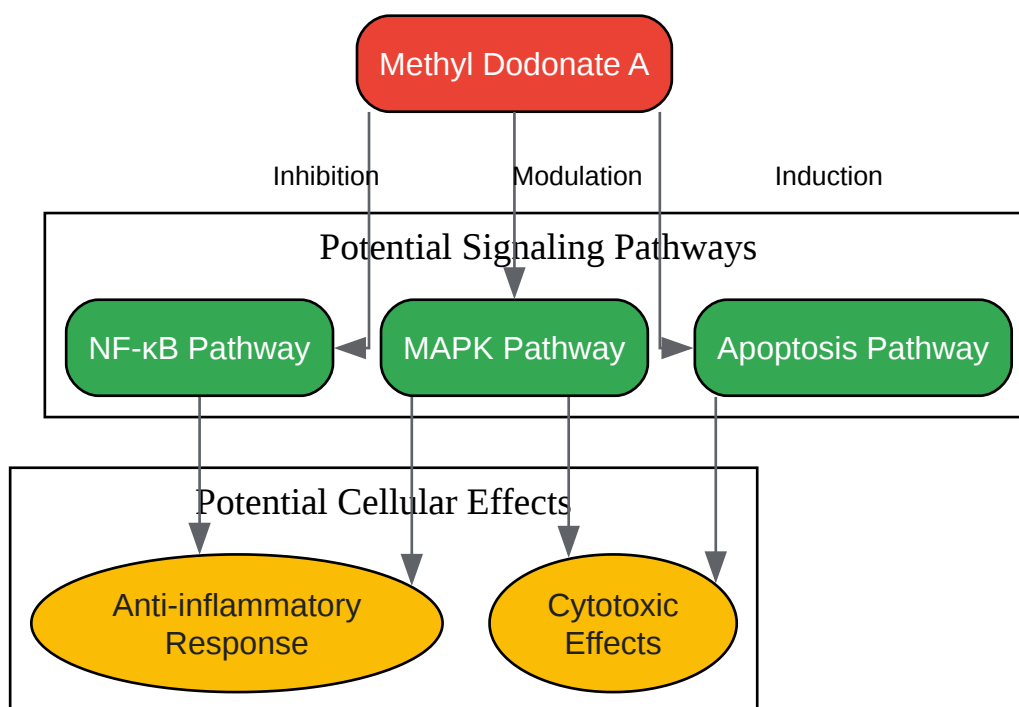 Methyl Dodonate A
Inhibition
Modulation
Induction
Potential Signaling Pathways
NF-κB Pathway
MAPK Pathway
Apoptosis Pathway
Potential Cellular Effects
Anti-inflammatory
Response
Cytotoxic
Effects